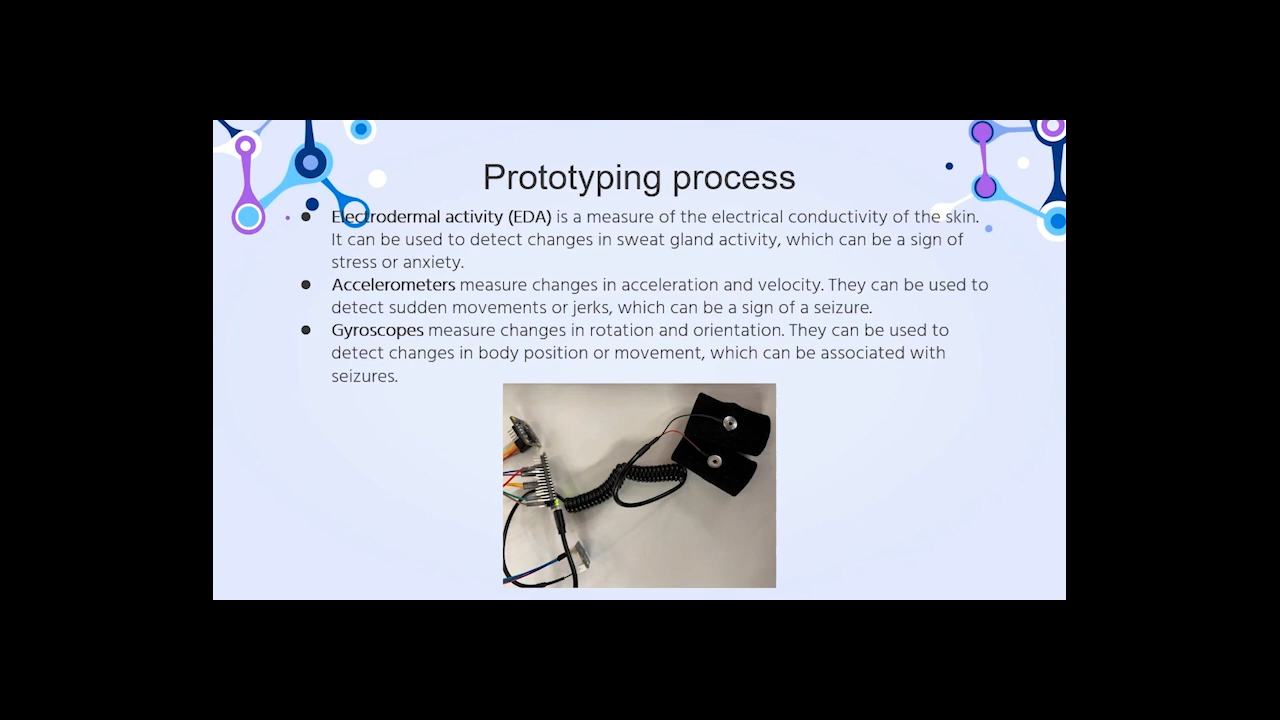 Prototyping process
● Electrodermal activity (EDA) is a measure of the electrical conductivity of the skin.
It can be used to detect changes in sweat gland activity, which can be a sign of
stress or anxiety.
● Accelerometers measure changes in acceleration and velocity. They can be used to
detect sudden movements or jerks, which can be a sign of a seizure.
● Gyroscopes measure changes in rotation and orientation. They can be used to
detect changes in body position or movement, which can be associated with
seizures.